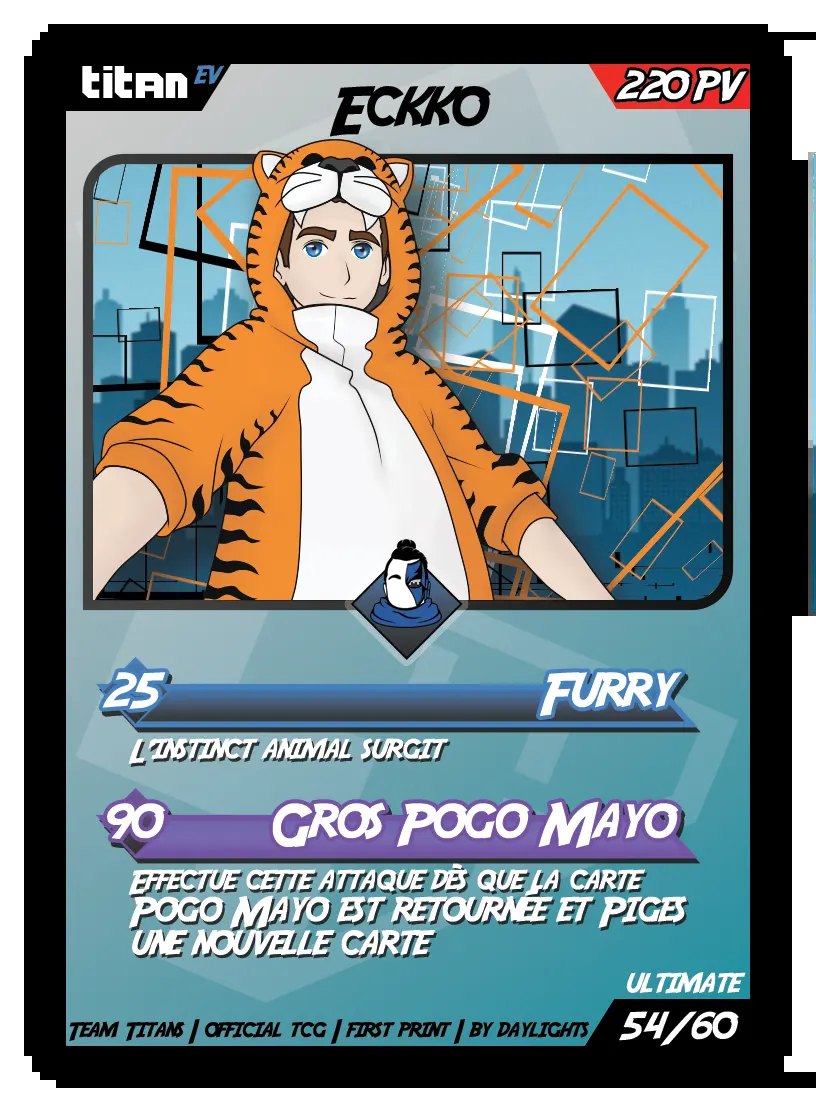 titan EV
220 PV
Eckko
25 Furry
L'instinct animal surgit
90 Gros Pogo Mayo
Effectue cette attaque dès que la carte
Pogo Mayo est retournée et Piges
une nouvelle carte
ULTIMATE
Team Titans | official tcg | first print | by daylights
54/60